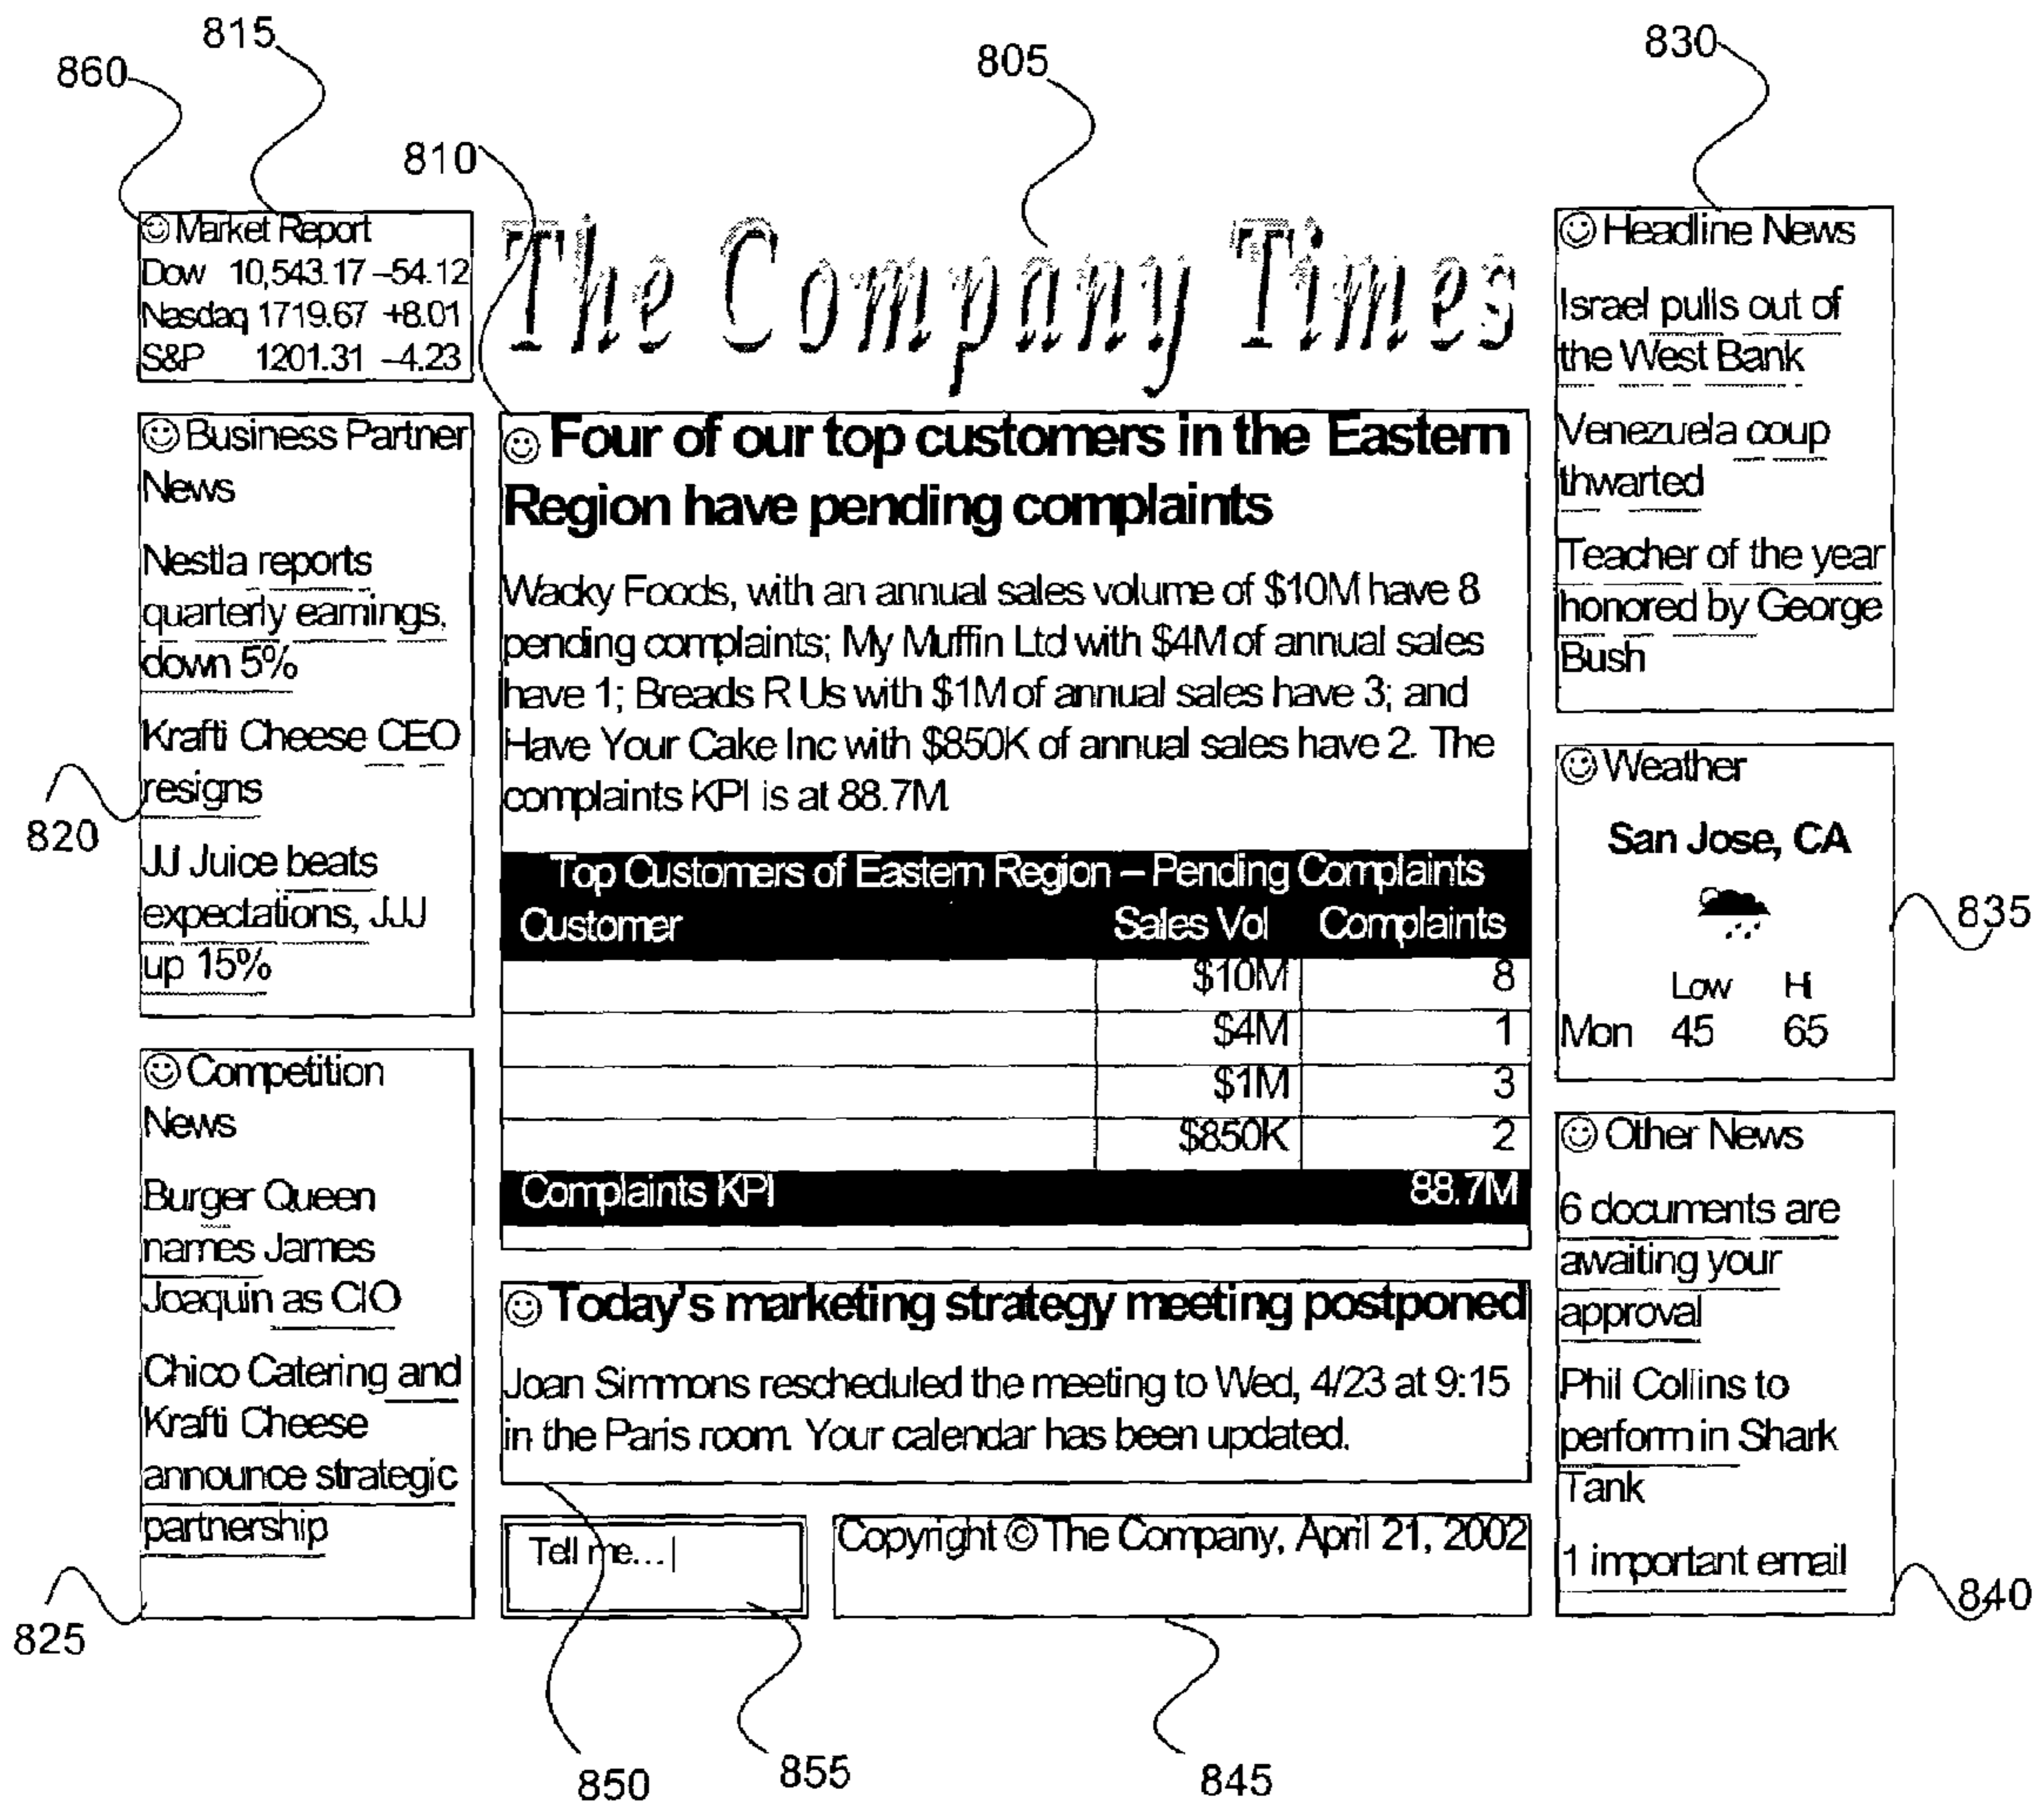 815
860
805
830
810
The Company Times
☺ Market Report
Dow 10,543.17 –54.12
Nasdaq 1719.67 +8.01
S&P 1201.31 –4.23
☺ Business Partner
News
Nestla reports
quarterly earnings,
down 5%
Krafti Cheese CEO
resigns
820
JJ Juice beats
expectations, JJJ
up 15%
☺ Competition
News
Burger Queen
names James
Joaquin as CIO
Chico Catering and
Krafti Cheese
announce strategic
partnership
825
☺ Four of our top customers in the Eastern
Region have pending complaints
Wacky Foods, with an annual sales volume of $10M have 8
pending complaints; My Muffin Ltd with $4M of annual sales
have 1; Breads R Us with $1M of annual sales have 3; and
Have Your Cake Inc with $850K of annual sales have 2. The
complaints KPI is at 88.7M.
Top Customers of Eastern Region – Pending Complaints
Customer Sales Vol Complaints
$10M 8
$4M 1
$1M 3
$850K 2
Complaints KPI 88.7M
☺ Today's marketing strategy meeting postponed
Joan Simmons rescheduled the meeting to Wed, 4/23 at 9:15
in the Paris room. Your calendar has been updated.
Tell me...|
Copyright © The Company, April 21, 2002
☺ Headline News
Israel pulls out of
the West Bank
Venezuela coup
thwarted
Teacher of the year
honored by George
Bush
☺ Weather
San Jose, CA
835
Low Hi
Mon 45 65
☺ Other News
6 documents are
awaiting your
approval
Phil Collins to
perform in Shark
Tank
1 important email
840
850
855
845